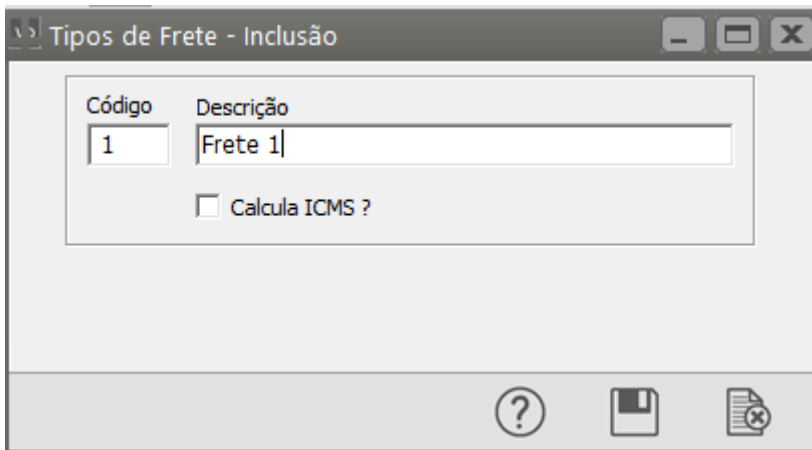 Tipos de Frete - Inclusão
Código Descrição
1 Frete 1
Calcula ICMS ?